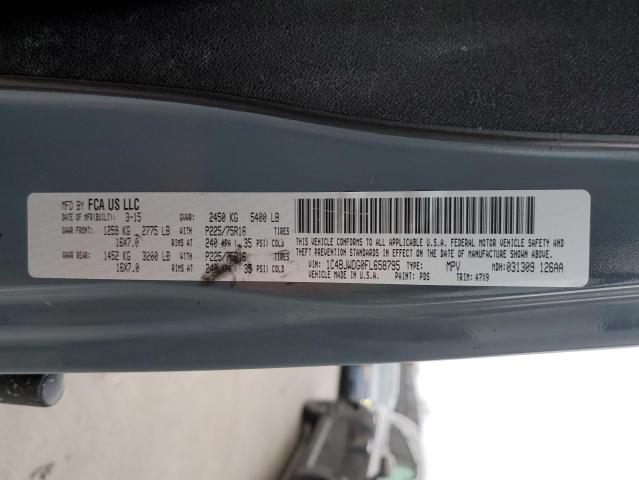 MFD BY FCA US LLC
DATE OF MFR(BUILT): 3-15 GVWR: 2450 KG 5400 LB
GAWR FRONT: 1259 KG 2775 LB P225/75R16 TIRES
16X7.0 RIMS AT 240 KPA ( 35 PSI) COLD
GAWR REAR: 1452 KG 3200 LB P225/75R16 TIRES
16X7.0 RIMS AT 240 KPA ( 35 PSI) COLD
THIS VEHICLE CONFORMS TO ALL APPLICABLE U.S.A. FEDERAL MOTOR VEHICLE SAFETY AND
THEFT PREVENTION STANDARDS IN EFFECT ON THE DATE OF MANUFACTURE SHOWN ABOVE.
VIN: 1C4BJWDG0FL658795 TYPE: MPV MDH:031309 126AA
VEHICLE MADE IN U.S.A. PAINT: PDS TRIM: A7X9